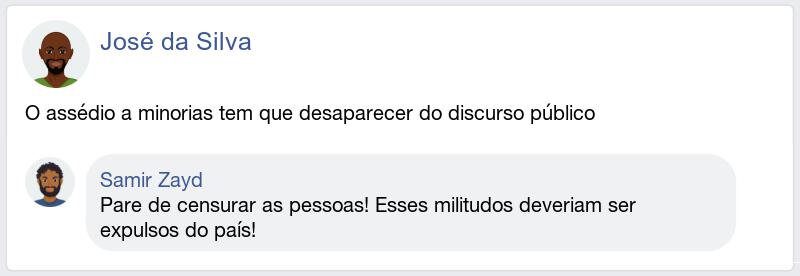 José da Silva
O assédio a minorias tem que desaparecer do discurso público
Samir Zayd
Pare de censurar as pessoas! Esses militudos deveriam ser
expulsos do país!